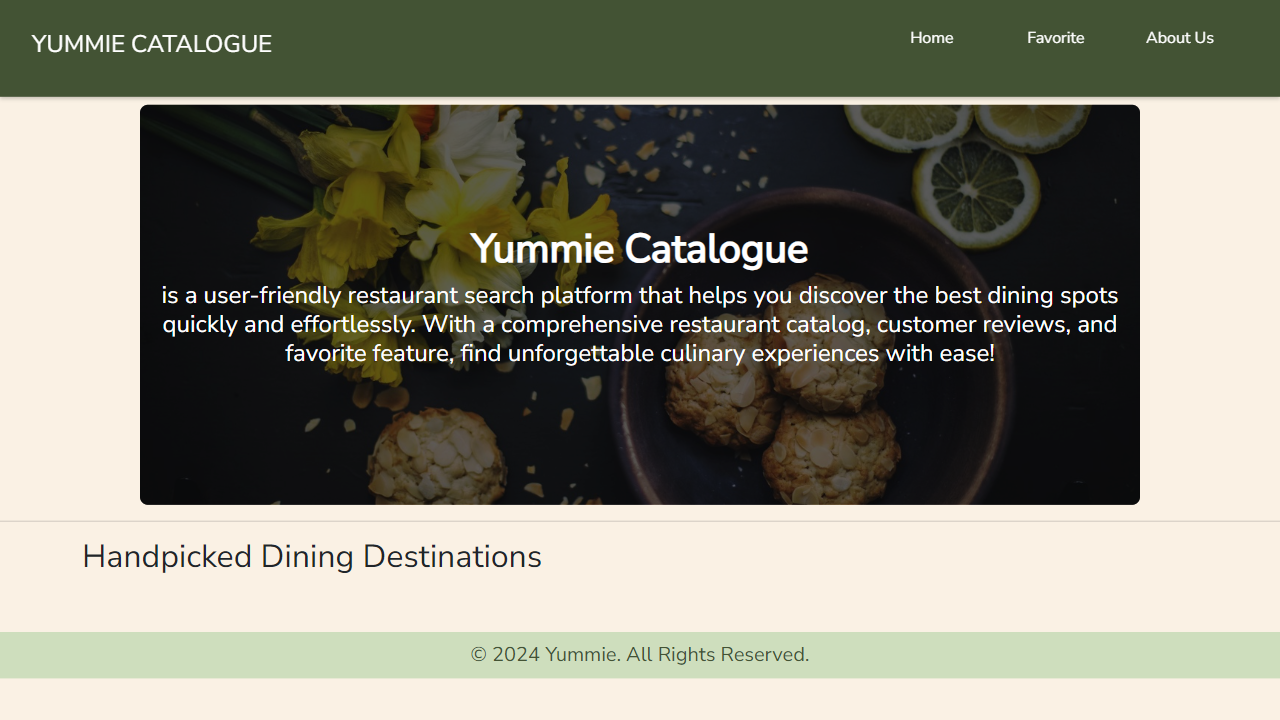 YUMMIE CATALOGUE
Home
Favorite
About Us
Yummie Catalogue
is a user-friendly restaurant search platform that helps you discover the best dining spots
quickly and effortlessly. With a comprehensive restaurant catalog, customer reviews, and
favorite feature, find unforgettable culinary experiences with ease!
Handpicked Dining Destinations
© 2024 Yummie. All Rights Reserved.